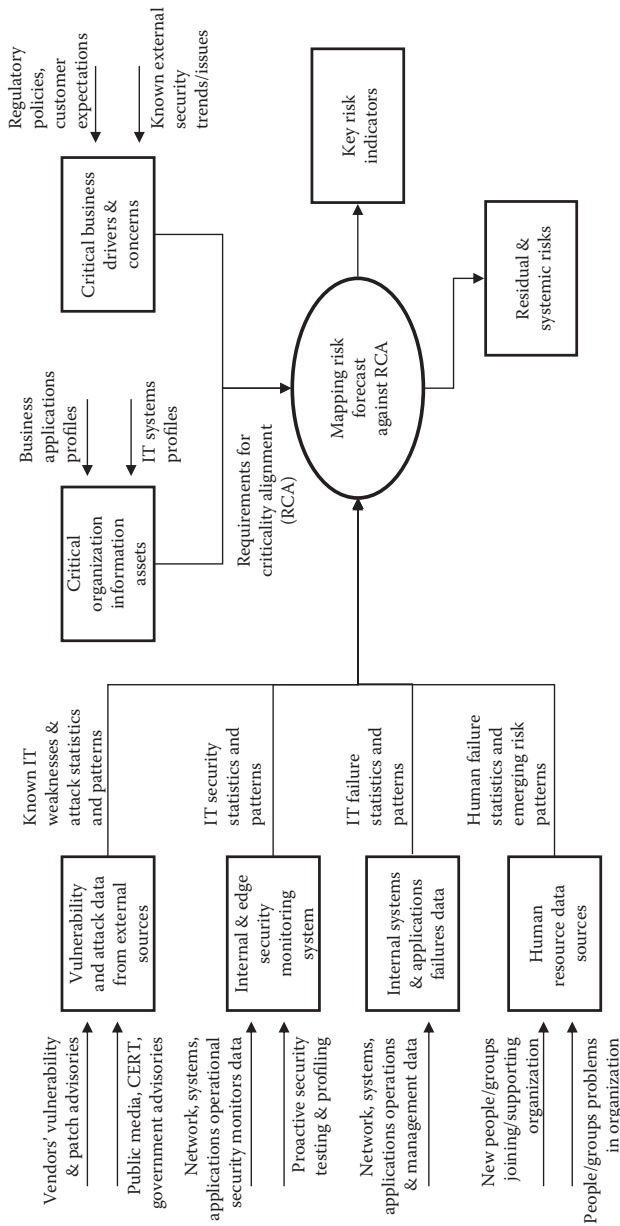 Vendors' vulnerability
& patch advisories
Public media, CERT,
government advisories
Vulnerability
and attack data
from external
sources
Known IT
weaknesses &
attack statistics
and patterns
Network, systems,
applications operational
security monitors data
Proactive security
testing & profiling
Internal & edge
security
monitoring
system
IT security
statistics and
patterns
Network, systems,
applications operations
& management data
Internal systems
& applications
failures data
IT failure
statistics and
patterns
New people/groups
joining/supporting
organization
People/groups problems
in organization
Human
resource data
sources
Human failure
statistics and
emerging risk
patterns
Business
applications
profiles
IT systems
profiles
Critical
organization
information
assets
Regulatory
policies,
customer
expectations
Known external
security
trends/issues
Critical business
drivers &
concerns
Requirements for
criticality alignment
(RCA)
Mapping risk
forecast
against RCA
Key risk
indicators
Residual &
systemic risks